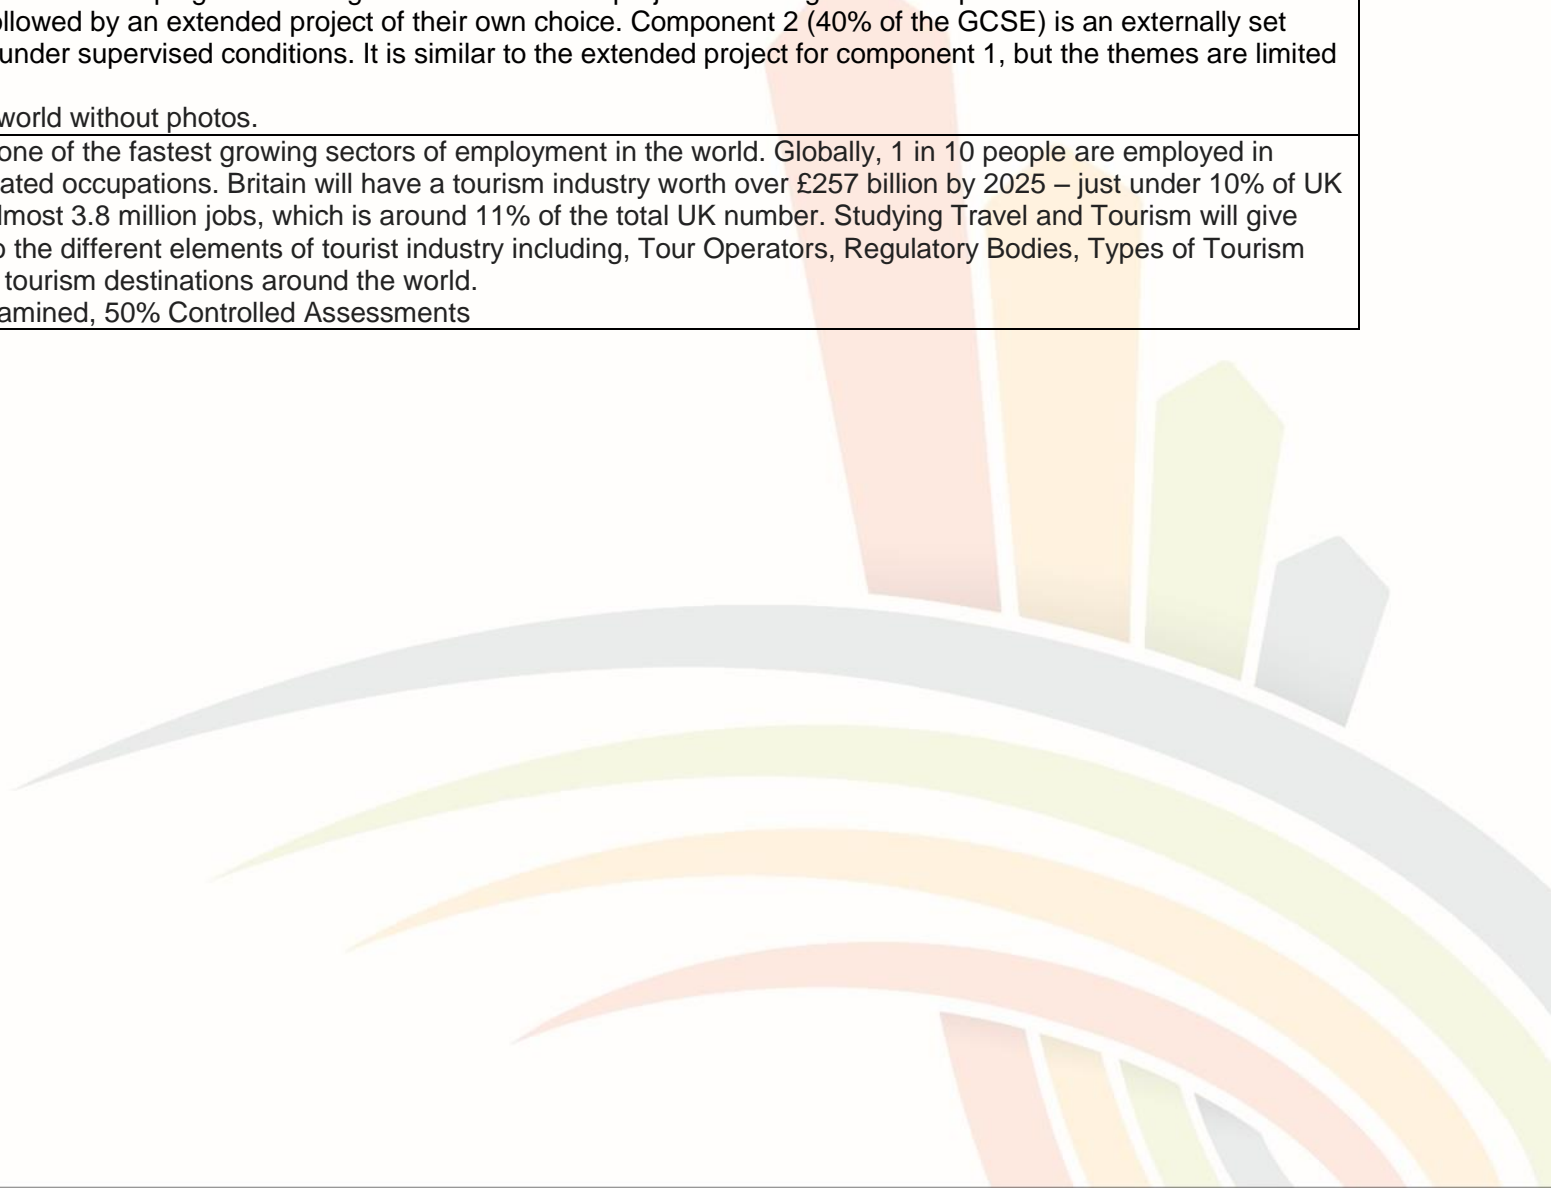 ollowed by an extended project of their own choice. Component 2 (40% of the GCSE) is an externally set
under supervised conditions. It is similar to the extended project for component 1, but the themes are limited
world without photos.
one of the fastest growing sectors of employment in the world. Globally, 1 in 10 people are employed in
ated occupations. Britain will have a tourism industry worth over £257 billion by 2025 – just under 10% of UK
lmost 3.8 million jobs, which is around 11% of the total UK number. Studying Travel and Tourism will give
o the different elements of tourist industry including, Tour Operators, Regulatory Bodies, Types of Tourism
tourism destinations around the world.
amined, 50% Controlled Assessments